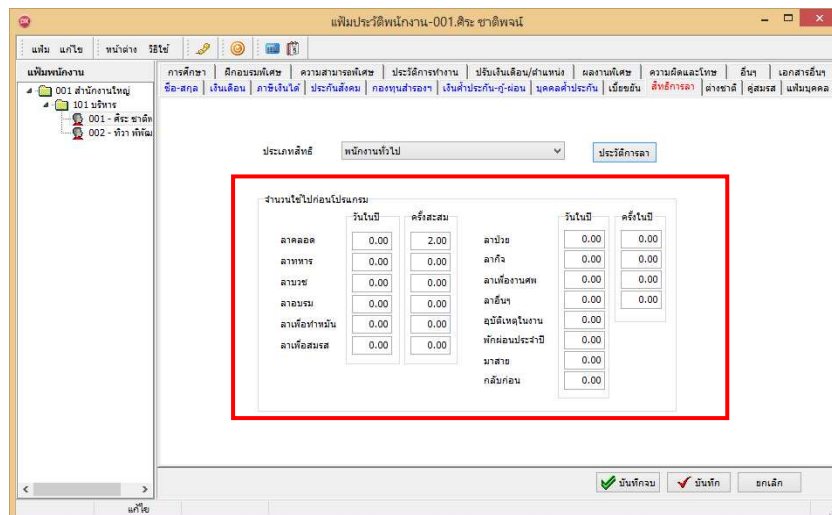 แฟ้มประวัติพนักงาน-001.ศิระ ชาติพจน์
แฟ้ม แก้ไข หน้าต่าง วิธีใช้
แฟ้มพนักงาน
001 สำนักงานใหญ่
101 บริหาร
001 - ศิระ ชาติพ
002 - ทิวา พิพัฒ
การศึกษา ฝึกอบรมพิเศษ ความสามารถพิเศษ ประวัติการทำงาน ปรับเงินเดือน/ตำแหน่ง ผลงานพิเศษ ความผิดและโทษ อื่นๆ เอกสารอื่นๆ
ชื่อ-สกุล เงินเดือน ภาษีเงินได้ ประกันสังคม กองทุนสำรองฯ เงินค้ำประกัน-กู้-ผ่อน บุคคลค้ำประกัน เบี้ยขยัน สิทธิการลา ต่างชาติ คู่สมรส แฟ้มบุคคล
ประเภทสิทธิ พนักงานทั่วไป ประวัติการลา
จำนวนใช้ไปก่อนโปรแกรม
วันในปี ครั้งสะสม วันในปี ครั้งในปี
ลาคลอด 0.00 2.00 ลาป่วย 0.00 0.00
ลาทหาร 0.00 0.00 ลากิจ 0.00 0.00
ลาบวช 0.00 0.00 ลาเพื่องานศพ 0.00 0.00
ลาอบรม 0.00 0.00 ลาอื่นๆ 0.00 0.00
ลาเพื่อทำหมัน 0.00 0.00 อุบัติเหตุในงาน 0.00
ลาเพื่อสมรส 0.00 0.00 พักผ่อนประจำปี 0.00
มาสาย 0.00
กลับก่อน 0.00
บันทึกจบ บันทึก ยกเลิก
แก้ไข